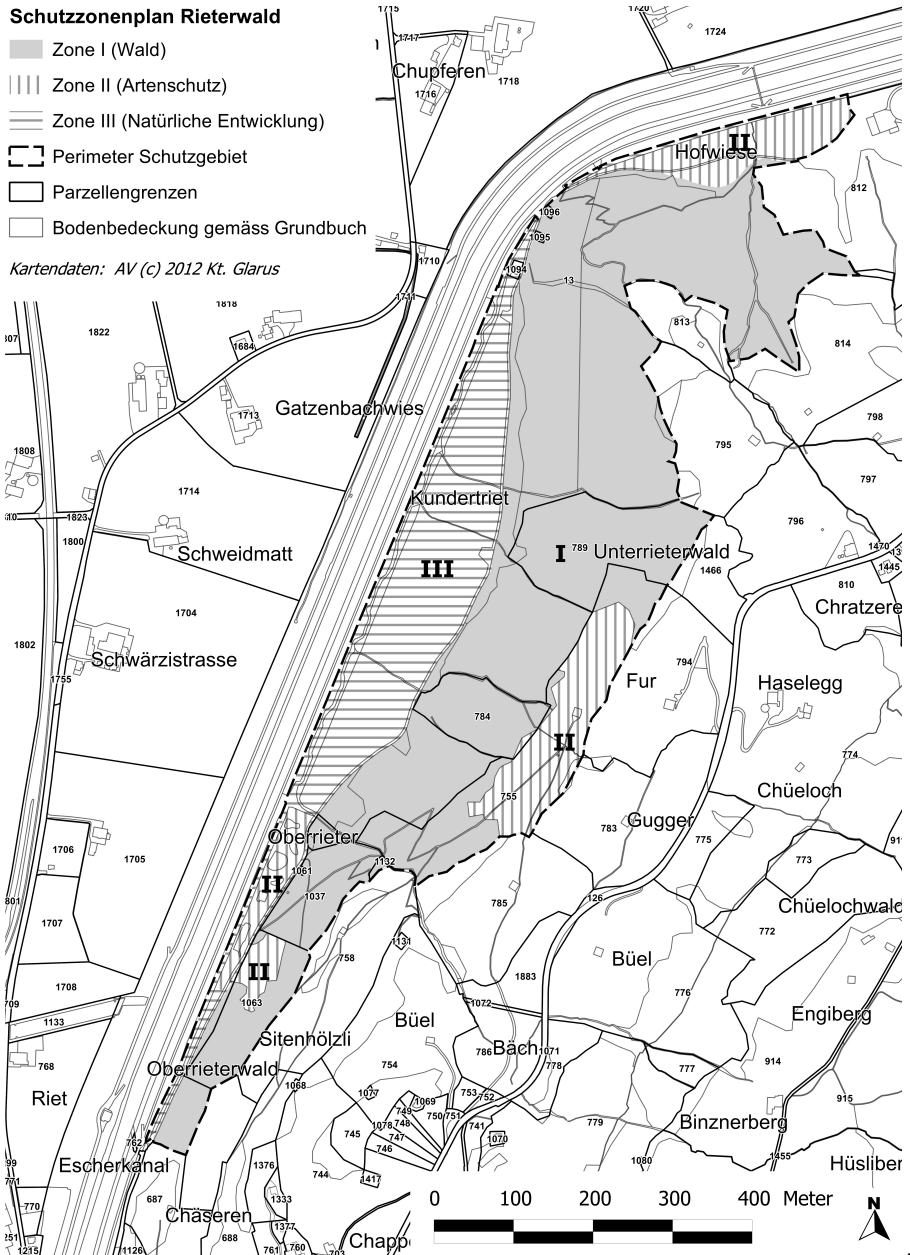 Schutzzonenplan Rieterwald
Zone I (Wald)
Zone II (Artenschutz)
Zone III (Natürliche Entwicklung)
Perimeter Schutzgebiet
Parzellengrenzen
Bodenbedeckung gemäss Grundbuch
Kartendaten: AV (c) 2012 Kt. Glarus
1715
1720
1724
1717
Chupferen
1718
1716
II
Hofwiese
812
1096
1095
1710
1094
13
1711
1818
1822
813
814
1684
Gatzenbachwies
1713
798
795
1808
797
1714
Kundertriet
796
1823
1800
Schweidmatt
I
789
Unterrieterwald
1470
III
1466
1445
810
1704
Chratzere
1802
Schwärzistrasse
794
1755
Fur
Haselegg
784
II
774
755
Chüeloch
783
Gugger
775
Oberrieter
1706
1705
773
1132
1061
II
1037
126
785
Chüelochwald
1707
772
758
1131
Büel
II
1883
1708
776
1063
1072
Engiberg
1133
Büel
Sitenhölzli
786
Bäch
1071
768
754
778
914
Oberrieterwald
777
1068
Riet
1077
753
752
915
1069
749
750
751
748
1078
747
741
779
Binznerberg
745
746
1070
762
1455
Escherkanal
1376
744
1080
Hüsliber
1417
687
1333
770
0 100 200 300 400 Meter
N
Chäseren
1377
688
761
760
Chapp
1215
703